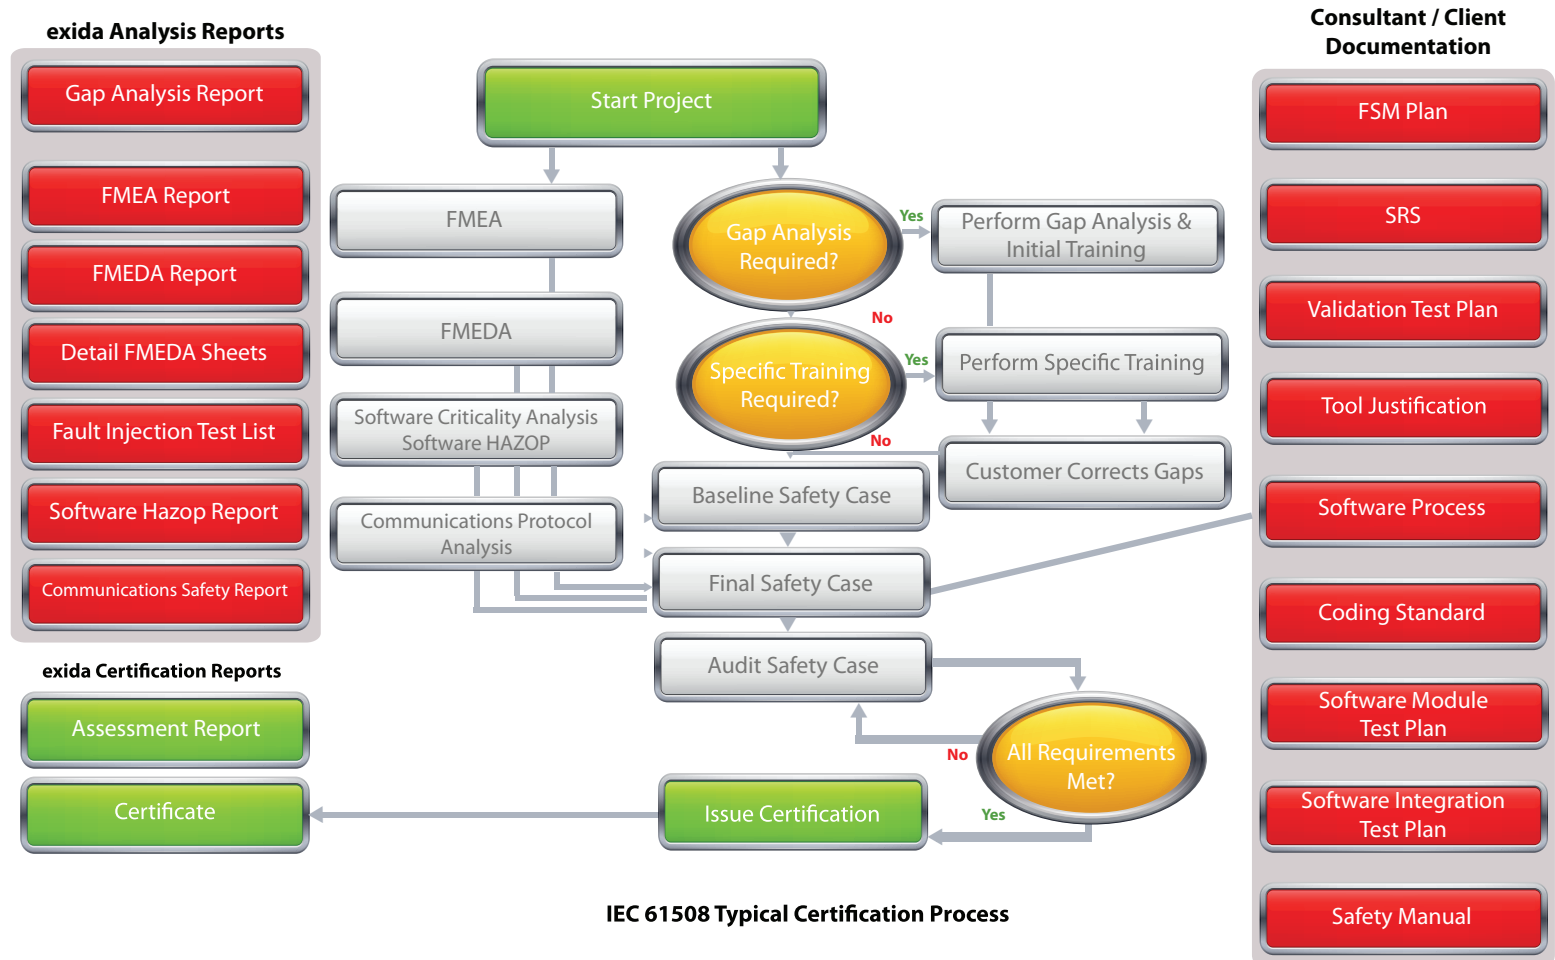 exida Analysis Reports
Gap Analysis Report
FMEA Report
FMEDA Report
Detail FMEDA Sheets
Fault Injection Test List
Software Hazop Report
Communications Safety Report
exida Certification Reports
Assessment Report
Certificate
Start Project
FMEA
FMEDA
Software Criticality Analysis
Software HAZOP
Communications Protocol
Analysis
Gap Analysis
Required?
Yes
Perform Gap Analysis &
Initial Training
No
Specific Training
Required?
Yes
Perform Specific Training
No
Customer Corrects Gaps
Baseline Safety Case
Final Safety Case
Audit Safety Case
All Requirements
Met?
No
Yes
Issue Certification
IEC 61508 Typical Certification Process
Consultant / Client
Documentation
FSM Plan
SRS
Validation Test Plan
Tool Justification
Software Process
Coding Standard
Software Module
Test Plan
Software Integration
Test Plan
Safety Manual